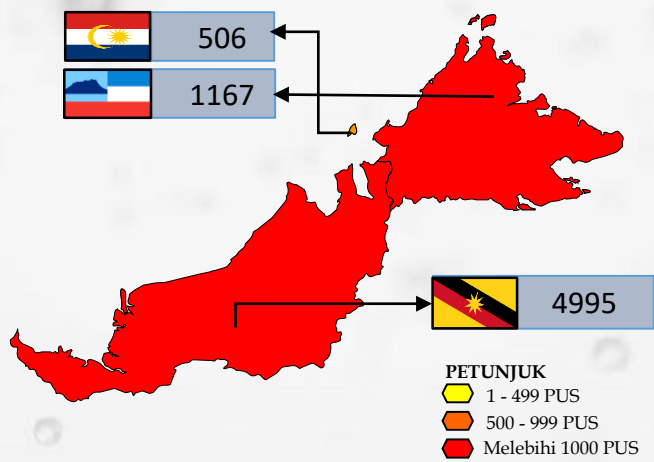 506
1167
4995
PETUNJUK
1 - 499 PUS
500 - 999 PUS
Melebihi 1000 PUS